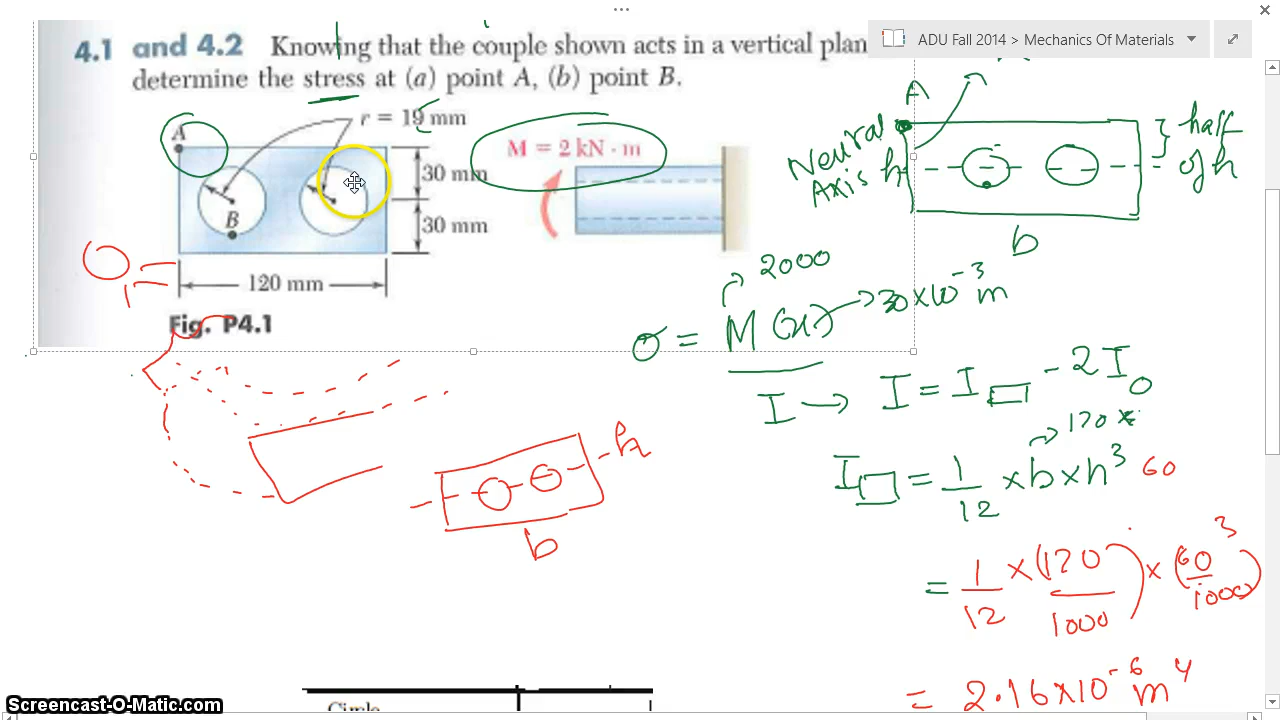 ADU Fall 2014 > Mechanics Of Materials
4.1 and 4.2 Knowing that the couple shown acts in a vertical plan
determine the stress at (a) point A, (b) point B.
r = 19 mm
A
M = 2 kN · m
30 mm
B
30 mm
120 mm
Fig. P4.1
A
Neural
Axis
h
half
of h
b
2000
30×10⁻³ m
σ = M (x)
I → I = I□ - 2I○
120 ×
I□ = 1/12 × b × h³ 60
= 1/12 × (120/1000) × (60/1000)³
= 2.16×10⁻⁶ m⁴
h
b
Circle
Screencast-O-Matic.com